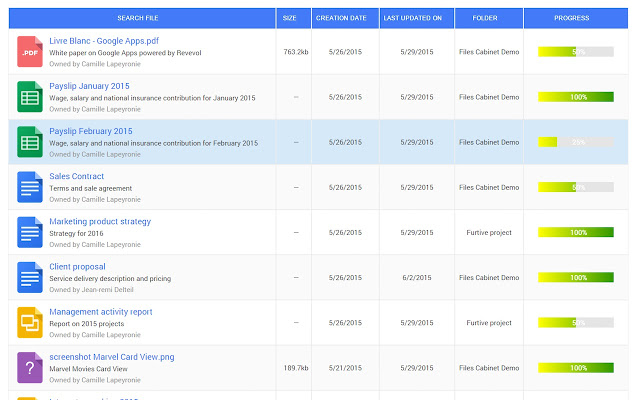 SEARCH FILE SIZE CREATION DATE LAST UPDATED ON FOLDER PROGRESS
Livre Blanc - Google Apps.pdf
.PDF White paper on Google Apps powered by Revevol 763.2kb 5/26/2015 5/29/2015 Files Cabinet Demo 50%
Owned by Camille Lapeyronie
Payslip January 2015
Wage, salary and national insurance contribution for January 2015 — 5/26/2015 5/29/2015 Files Cabinet Demo 100%
Owned by Camille Lapeyronie
Payslip February 2015
Wage, salary and national insurance contribution for February 2015 — 5/26/2015 5/29/2015 Files Cabinet Demo 25%
Owned by Camille Lapeyronie
Sales Contract
Terms and sale agreement — 5/26/2015 5/29/2015 Files Cabinet Demo 50%
Owned by Camille Lapeyronie
Marketing product strategy
Strategy for 2016 — 5/26/2015 5/29/2015 Furtive project 100%
Owned by Camille Lapeyronie
Client proposal
Service delivery description and pricing — 5/26/2015 6/2/2015 Files Cabinet Demo 100%
Owned by Jean-remi Delteil
Management activity report
Report on 2015 projects — 5/26/2015 5/29/2015 Furtive project 50%
Owned by Camille Lapeyronie
screenshot Marvel Card View.png
? Marvel Movies Card View 189.7kb 5/21/2015 5/29/2015 Files Cabinet Demo 100%
Owned by Camille Lapeyronie